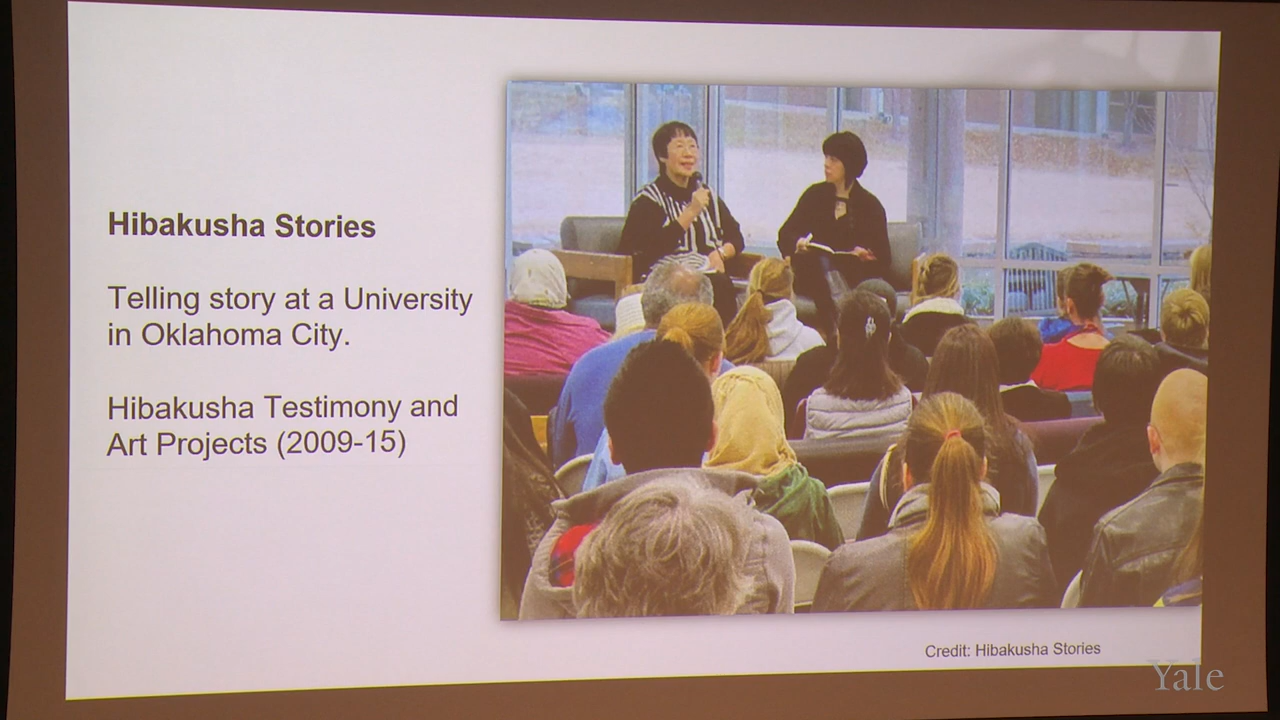 Hibakusha Stories
Telling story at a University
in Oklahoma City.
Hibakusha Testimony and
Art Projects (2009-15)
Credit: Hibakusha Stories
Yale